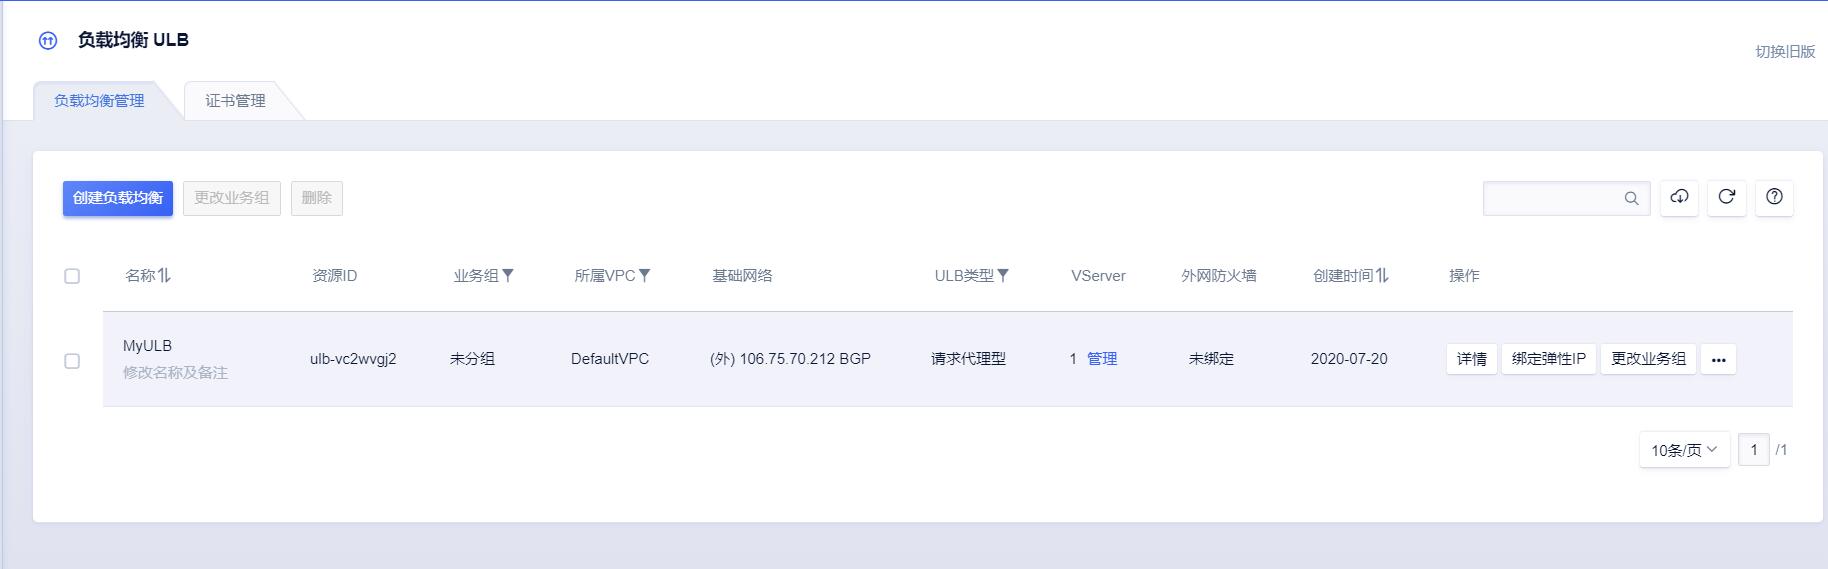 负载均衡 ULB
切换旧版
负载均衡管理 证书管理
创建负载均衡 更改业务组 删除
名称 资源ID 业务组 所属VPC 基础网络 ULB类型 VServer 外网防火墙 创建时间 操作
MyULB
修改名称及备注
ulb-vc2wvgj2 未分组 DefaultVPC (外) 106.75.70.212 BGP 请求代理型 1 管理 未绑定 2020-07-20 详情 绑定弹性IP 更改业务组 •••
10条/页 1 /1